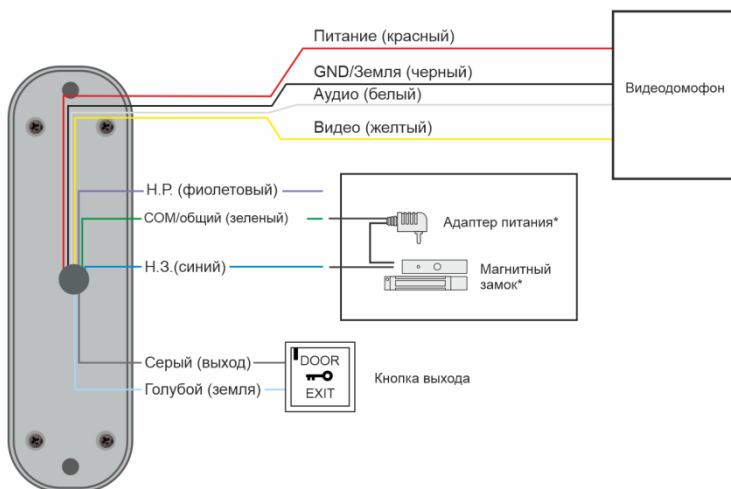 Питание (красный)
GND/Земля (черный)
Аудио (белый)
Видео (желтый)
Видеодомофон
Н.Р. (фиолетовый)
COM/общий (зеленый)
Н.З.(синий)
Адаптер питания*
Магнитный
замок*
Серый (выход)
Голубой (земля)
DOOR
EXIT
Кнопка выхода